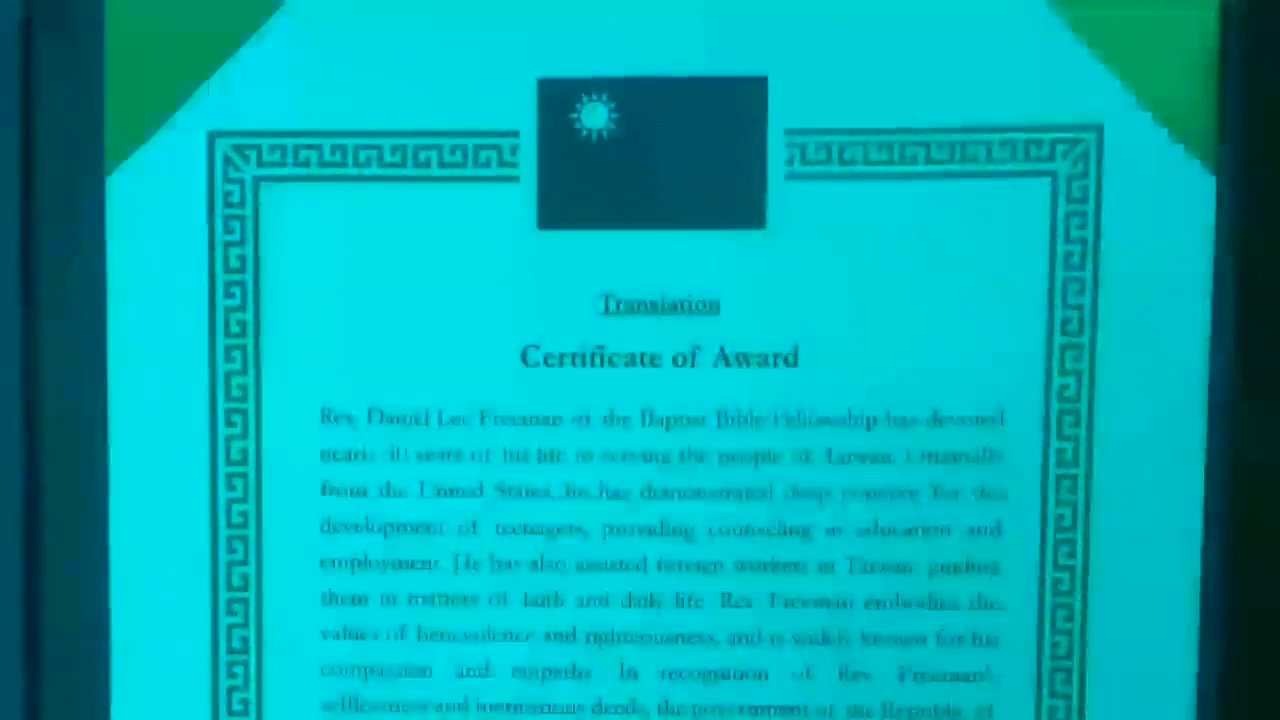 Translation
Certificate of Award
Rev. Daniel Lee Freeman of the Baptist Bible Fellowship has devoted
nearly 40 years of his life to serving the people of Taiwan. Originally
from the United States, he has demonstrated deep concern for the
development of teenagers, providing counseling in education and
employment. He has also assisted foreign workers in Taiwan, guiding
them in matters of faith and daily life. Rev. Freeman embodies the
values of benevolence and righteousness, and is widely known for his
compassion and empathy. In recognition of Rev. Freeman's
selflessness and meritorious deeds, the government of the Republic of